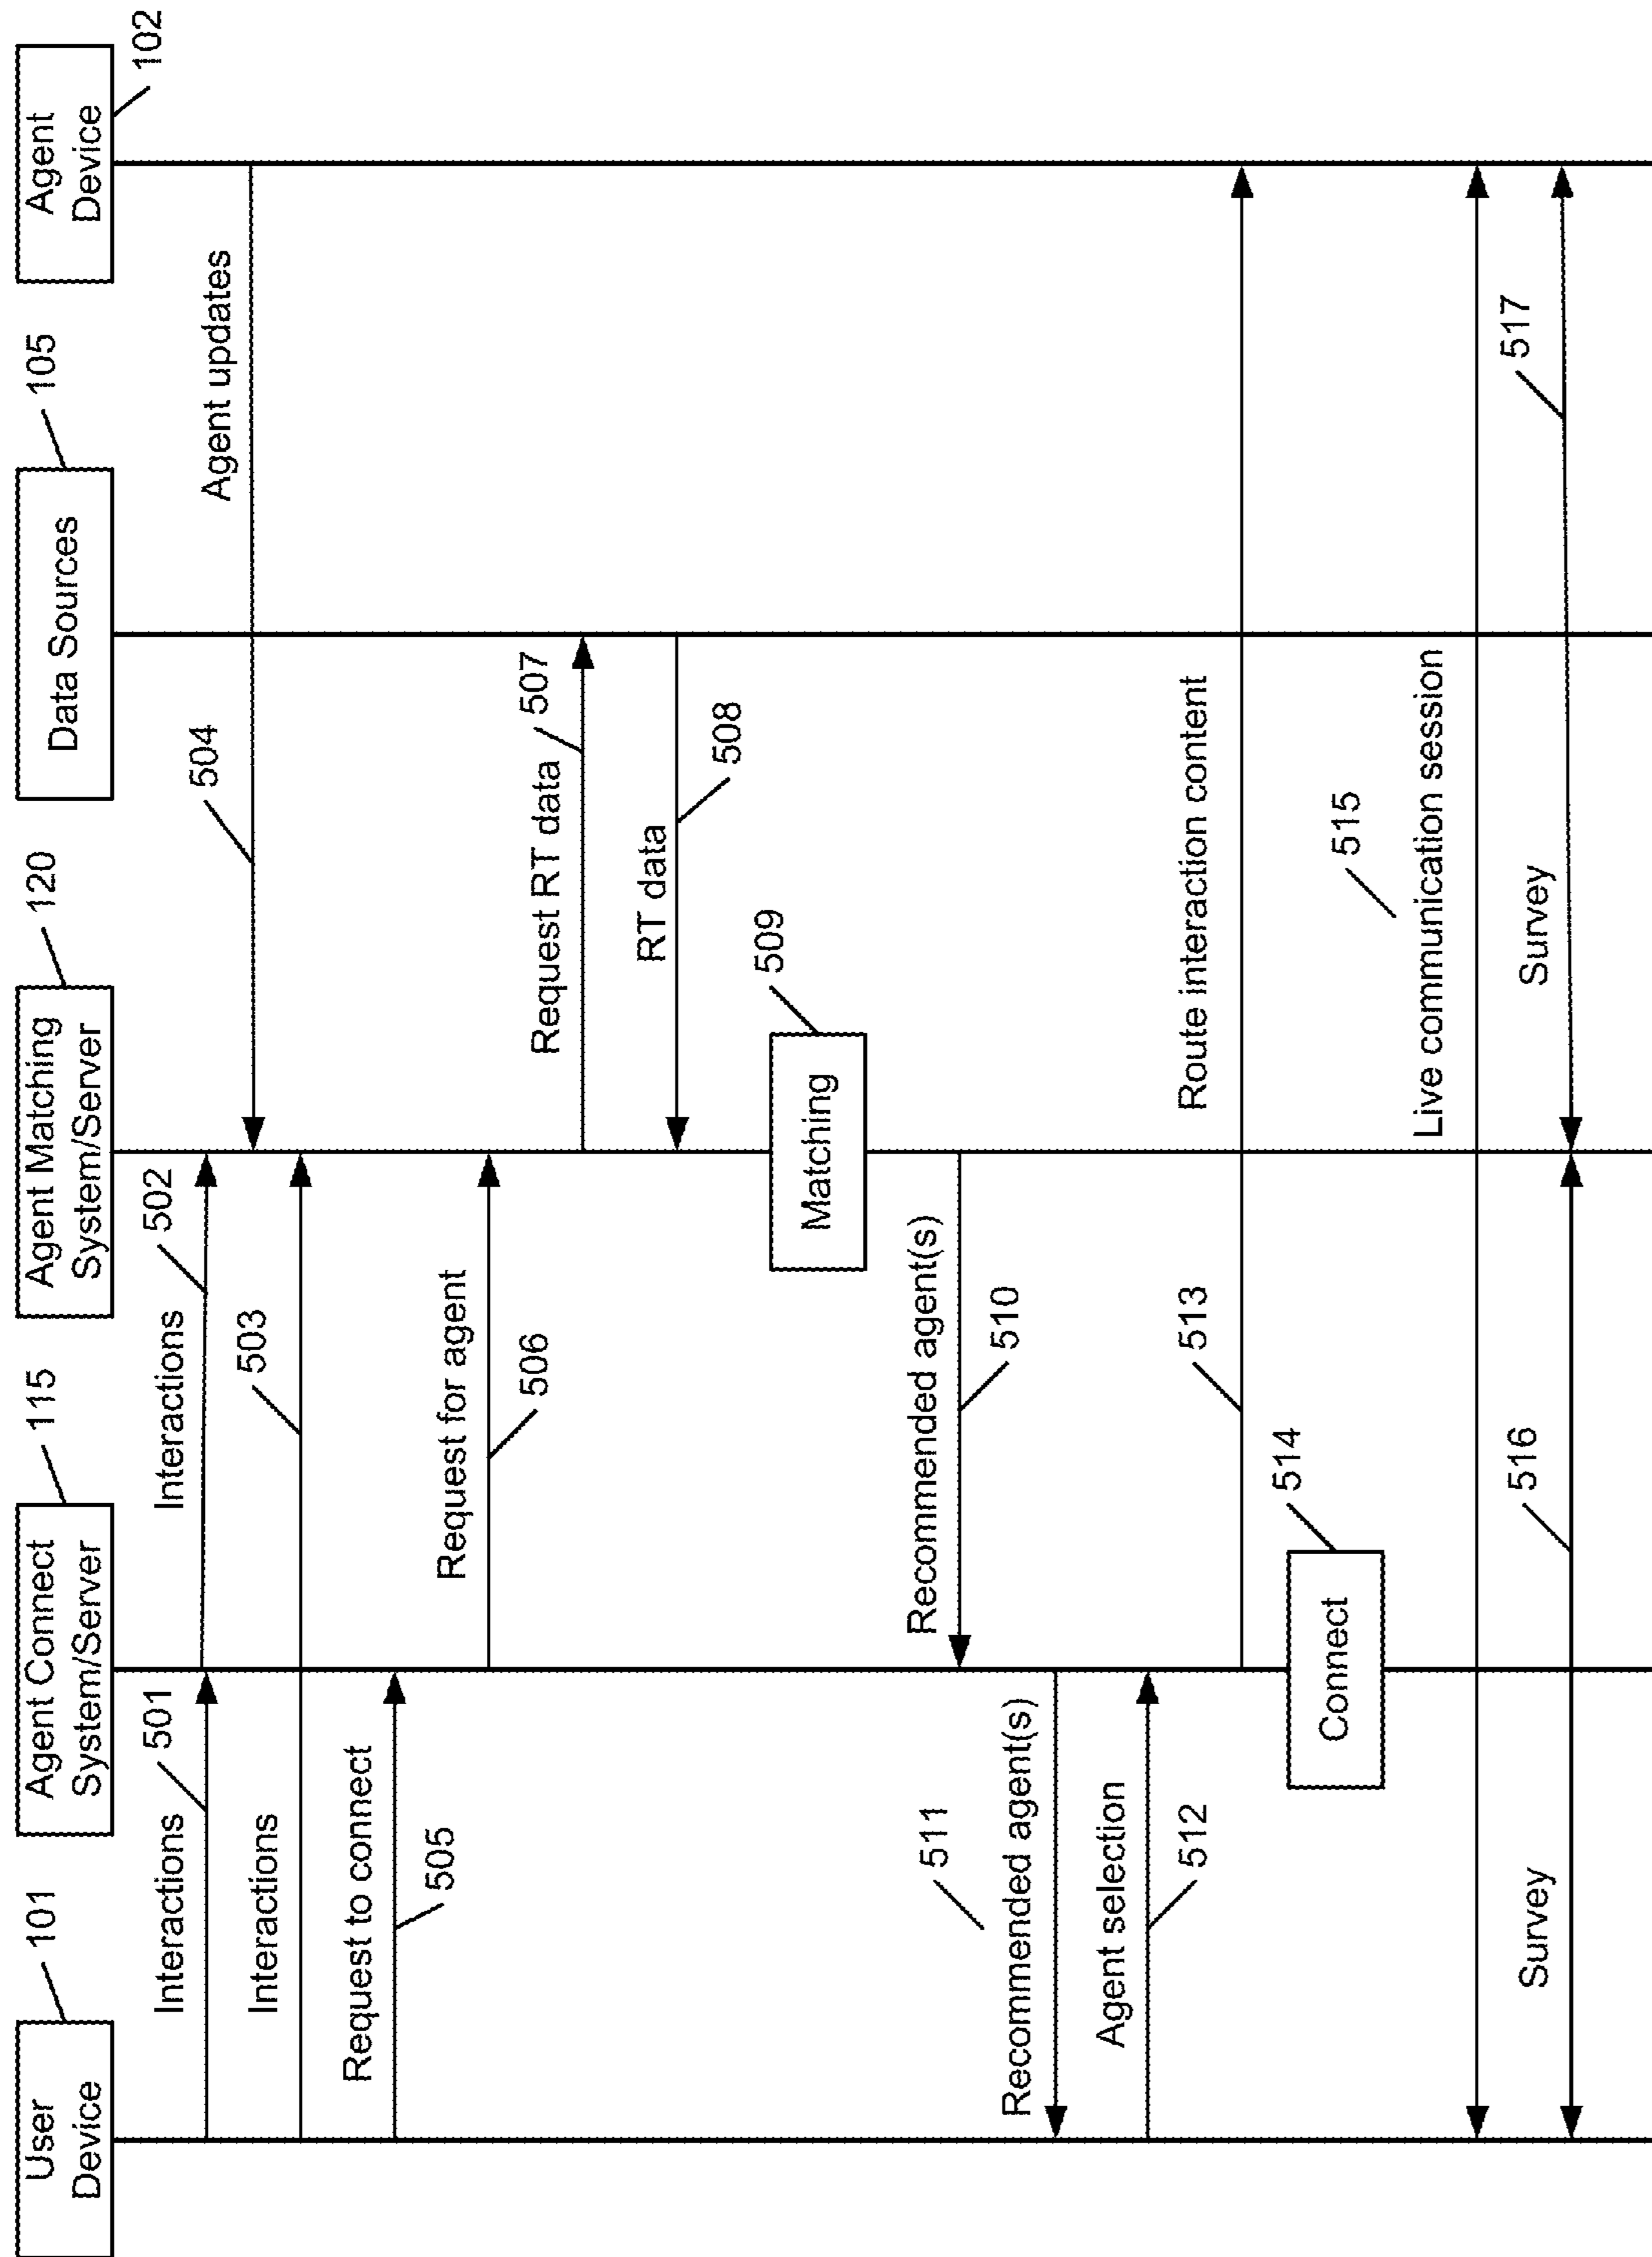 User
Device
101
Agent Connect
System/Server
115
Agent Matching
System/Server
120
Data Sources
105
Agent
Device
102
Interactions
501
Interactions
502
Interactions
503
Agent updates
504
Request to connect
505
Request for agent
506
Request RT data
507
RT data
508
Matching
509
Recommended agent(s)
510
Recommended agent(s)
511
Agent selection
512
Route interaction content
513
Connect
514
Live communication session
515
Survey
516
Survey
517